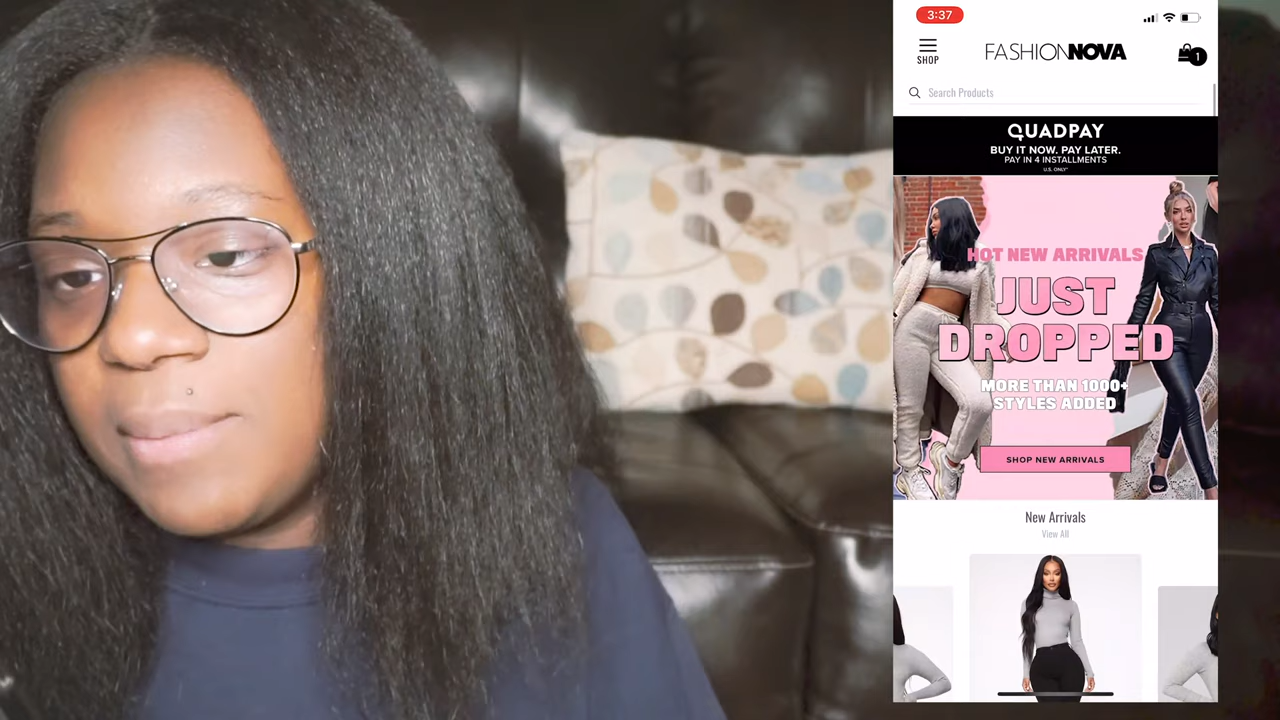 3:37
SHOP
FASHIONNOVA
1
Search Products
QUADPAY
BUY IT NOW. PAY LATER.
PAY IN 4 INSTALLMENTS
U.S. ONLY*
HOT NEW ARRIVALS
JUST
DROPPED
MORE THAN 1000+
STYLES ADDED
SHOP NEW ARRIVALS
New Arrivals
View All